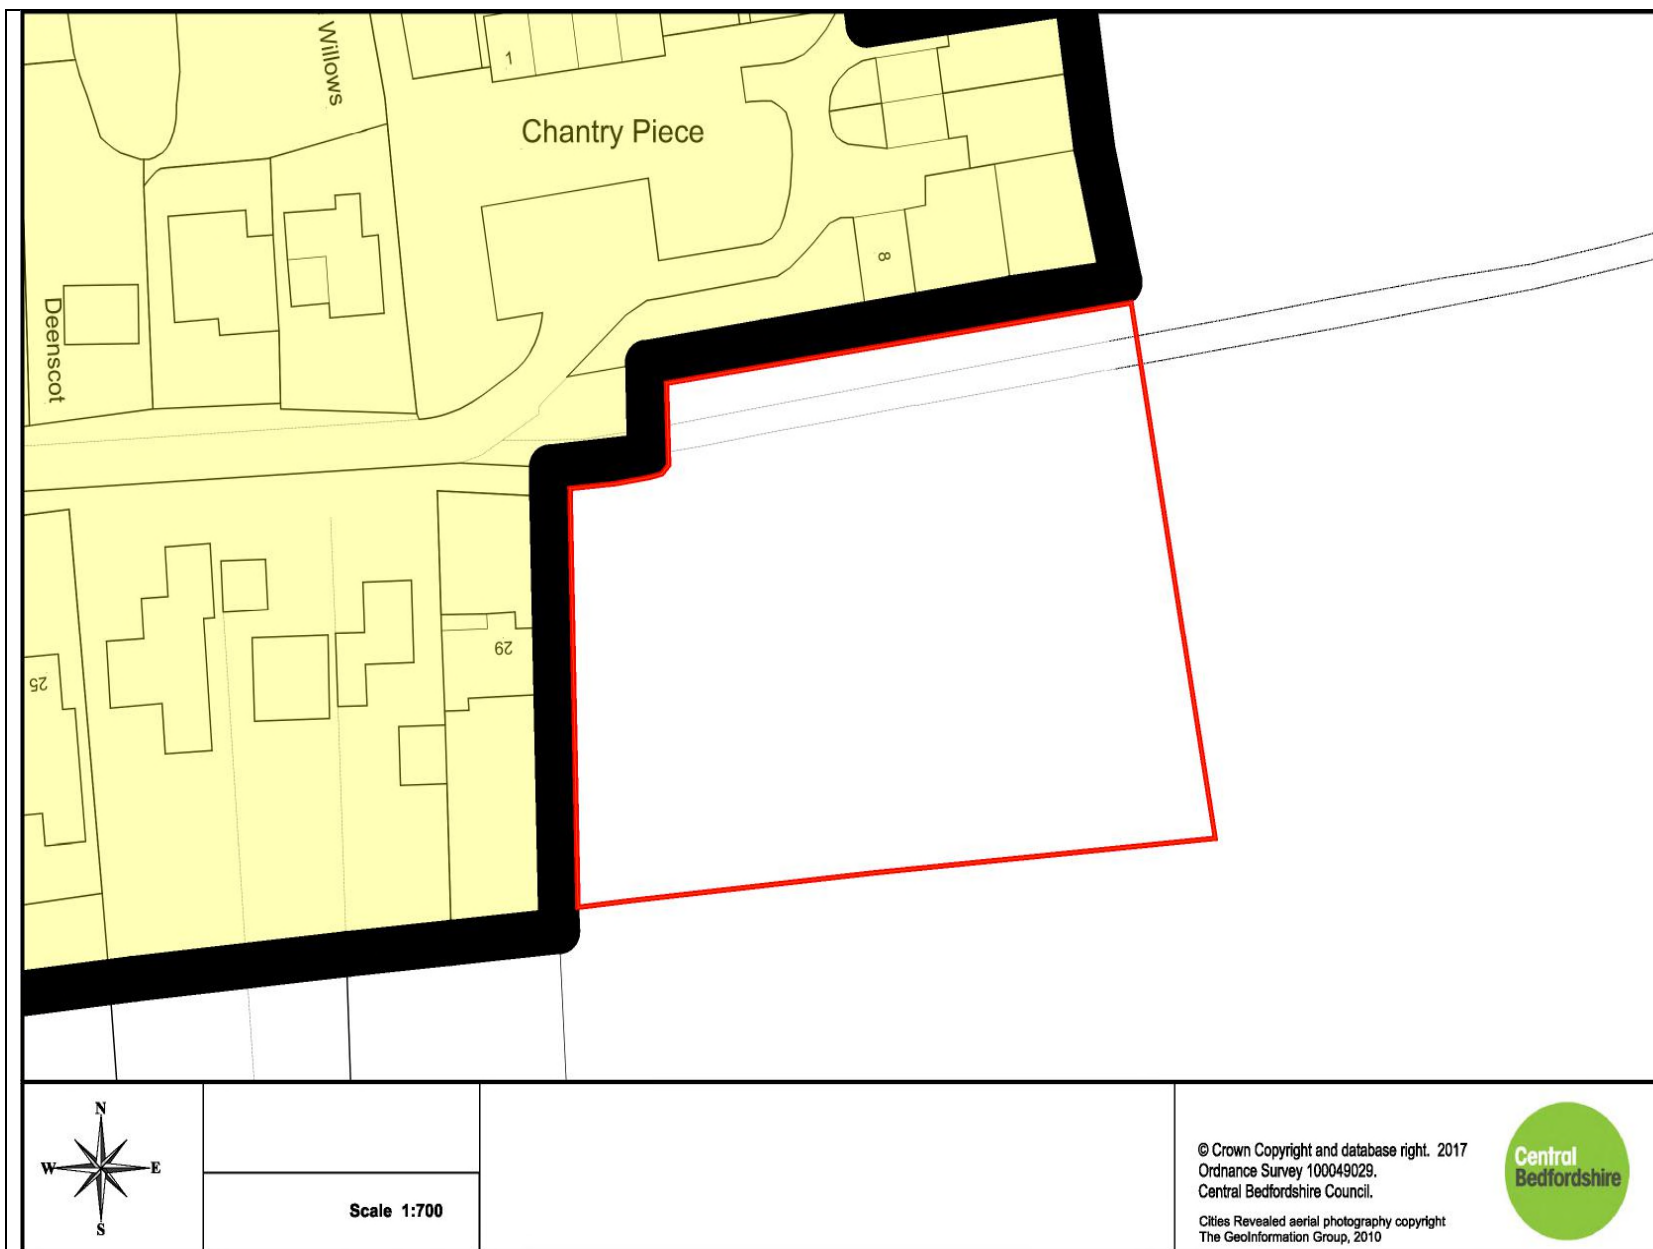 Willows
1
Chantry Piece
8
Deenscot
29
25
N
W
E
S
Scale 1:700
© Crown Copyright and database right. 2017
Ordnance Survey 100049029.
Central Bedfordshire Council.
Cities Revealed aerial photography copyright
The GeoInformation Group, 2010
Central
Bedfordshire